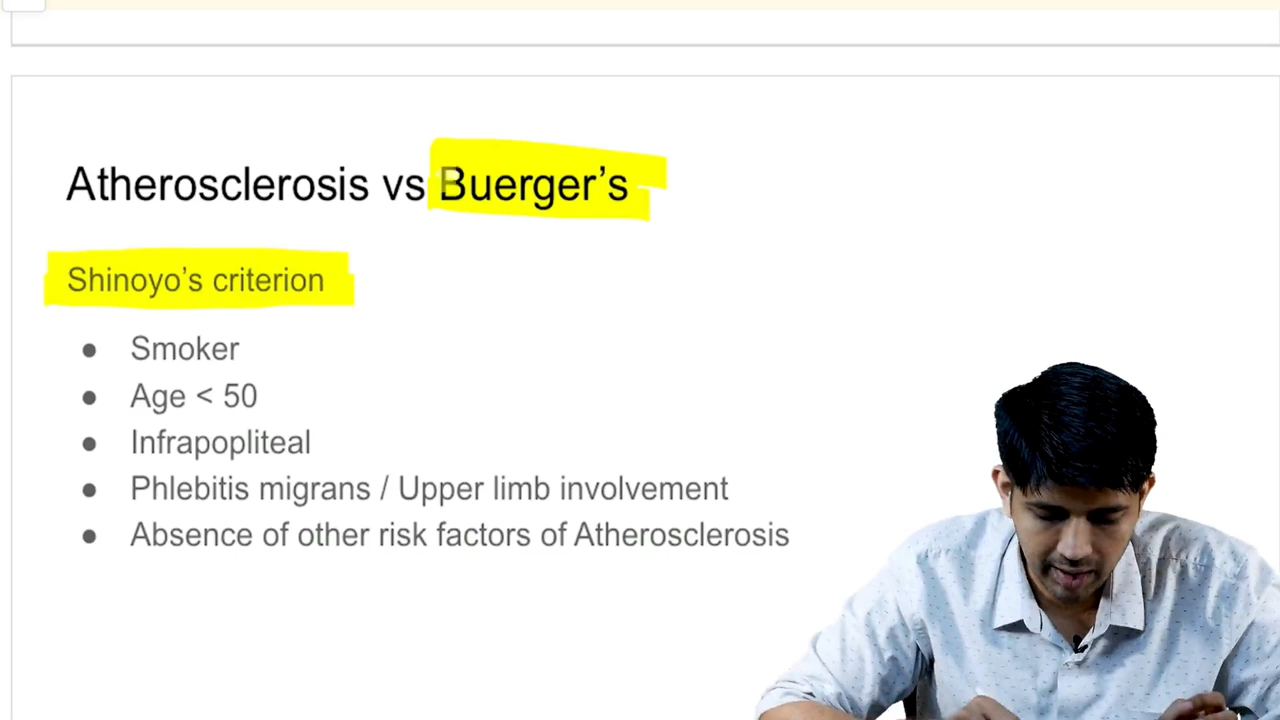 Atherosclerosis vs Buerger’s
Shinoyo’s criterion
● Smoker
● Age < 50
● Infrapopliteal
● Phlebitis migrans / Upper limb involvement
● Absence of other risk factors of Atherosclerosis